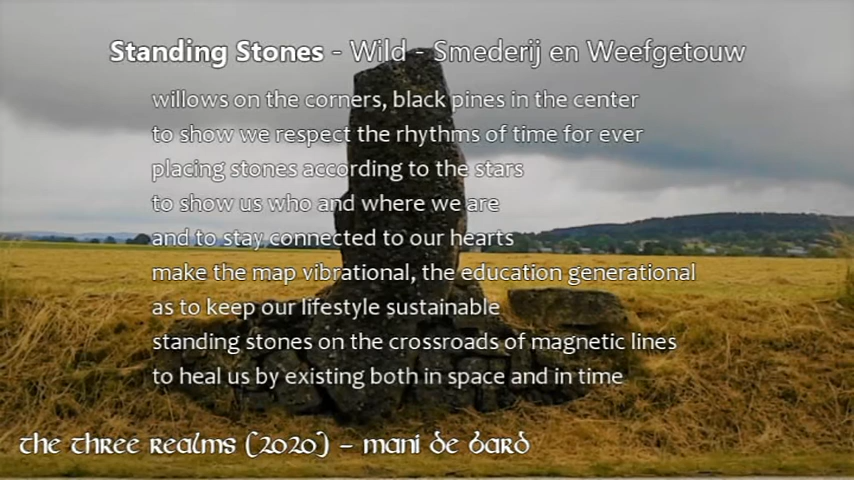 Standing Stones - Wild - Smederij en Weefgetouw
willows on the corners, black pines in the center
to show we respect the rhythms of time for ever
placing stones according to the stars
to show us who and where we are
and to stay connected to our hearts
make the map vibrational, the education generational
as to keep our lifestyle sustainable
standing stones on the crossroads of magnetic lines
to heal us by existing both in space and in time
The Three Realms (2020) - Mani de Bard